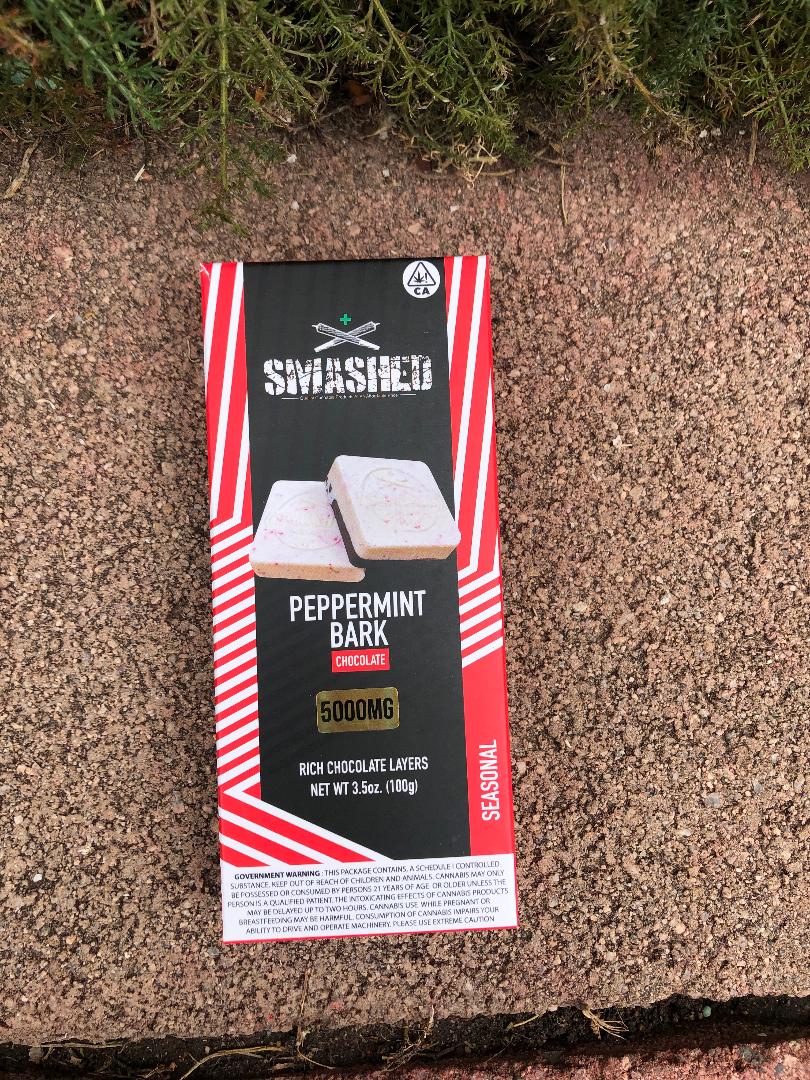 CA
SMASHED
PEPPERMINT
BARK
CHOCOLATE
5000MG
RICH CHOCOLATE LAYERS
NET WT 3.5oz. (100g)
SEASONAL
GOVERNMENT WARNING : THIS PACKAGE CONTAINS, A SCHEDULE I CONTROLLED
SUBSTANCE. KEEP OUT OF REACH OF CHILDREN AND ANIMALS. CANNABIS MAY ONLY
BE POSSESSED OR CONSUMED BY PERSONS 21 YEARS OF AGE OR OLDER UNLESS THE
PERSON IS A QUALIFIED PATIENT. THE INTOXICATING EFFECTS OF CANNABIS PRODUCTS
MAY BE DELAYED UP TO TWO HOURS. CANNABIS USE WHILE PREGNANT OR
BREASTFEEDING MAY BE HARMFUL. CONSUMPTION OF CANNABIS IMPAIRS YOUR
ABILITY TO DRIVE AND OPERATE MACHINERY. PLEASE USE EXTREME CAUTION